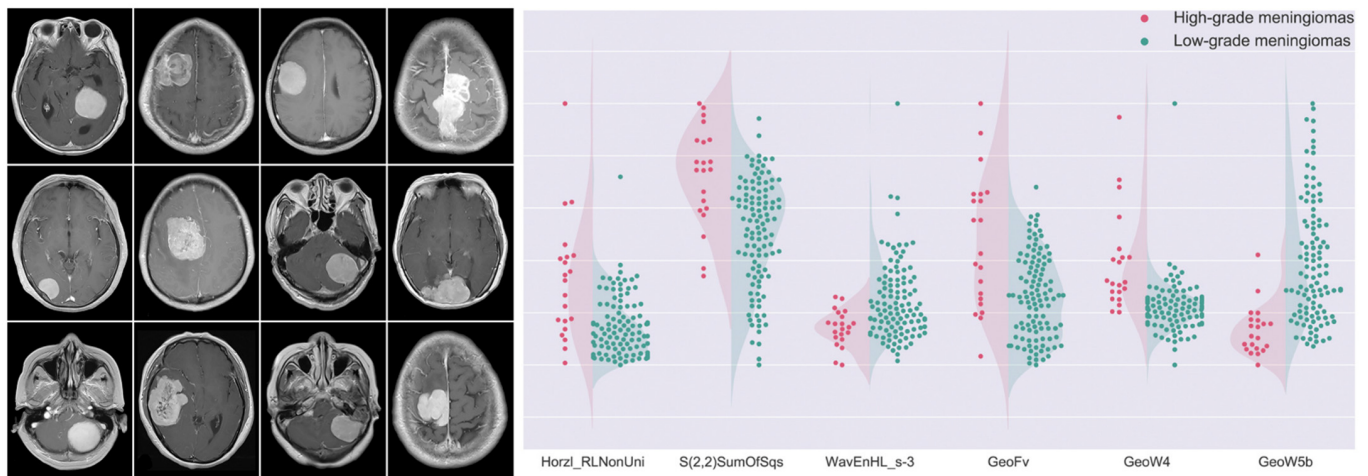 High-grade meningiomas
Low-grade meningiomas
Horzl_RLNonUni S(2,2)SumOfSqs WavEnHL_s-3 GeoFv GeoW4 GeoW5b